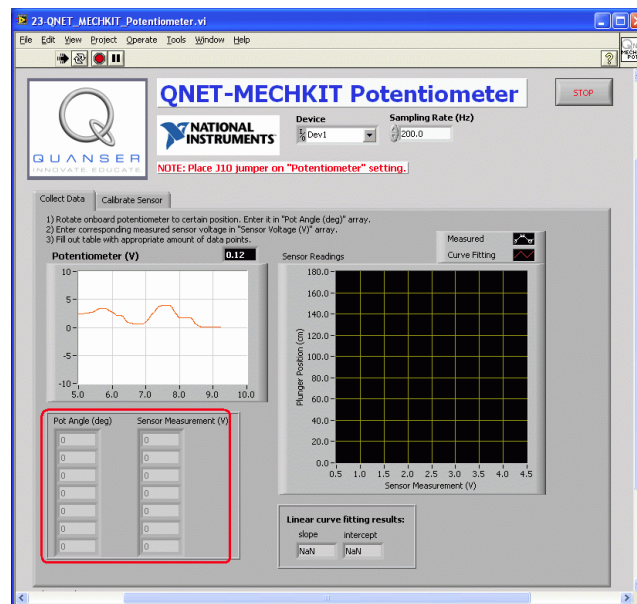 23-QNET_MECHKIT_Potentiometer.vi
File Edit View Project Operate Tools Window Help
QNET-MECHKIT Potentiometer
STOP
QUANSER
INNOVATE EDUCATE
NATIONAL
INSTRUMENTS
Device
Dev1
Sampling Rate (Hz)
200.0
NOTE: Place J10 jumper on "Potentiometer" setting.
Collect Data Calibrate Sensor
1) Rotate onboard potentiometer to certain position. Enter it in "Pot Angle (deg)" array.
2) Enter corresponding measured sensor voltage in "Sensor Voltage (V)" array.
3) Fill out table with appropriate amount of data points.
Potentiometer (V) 0.12
10
5
0
-5
-10
5.0 6.0 7.0 8.0 9.0 10.0
Sensor Readings
Measured
Curve Fitting
180.0
160.0
140.0
120.0
100.0
80.0
60.0
40.0
20.0
0.0
Plunger Position (cm)
0.5 1.0 1.5 2.0 2.5 3.0 3.5 4.0 4.5
Sensor Measurement (V)
Pot Angle (deg) Sensor Measurement (V)
0 0
0 0
0 0
0 0
0 0
0 0
0 0
Linear curve fitting results:
slope intercept
NaN NaN